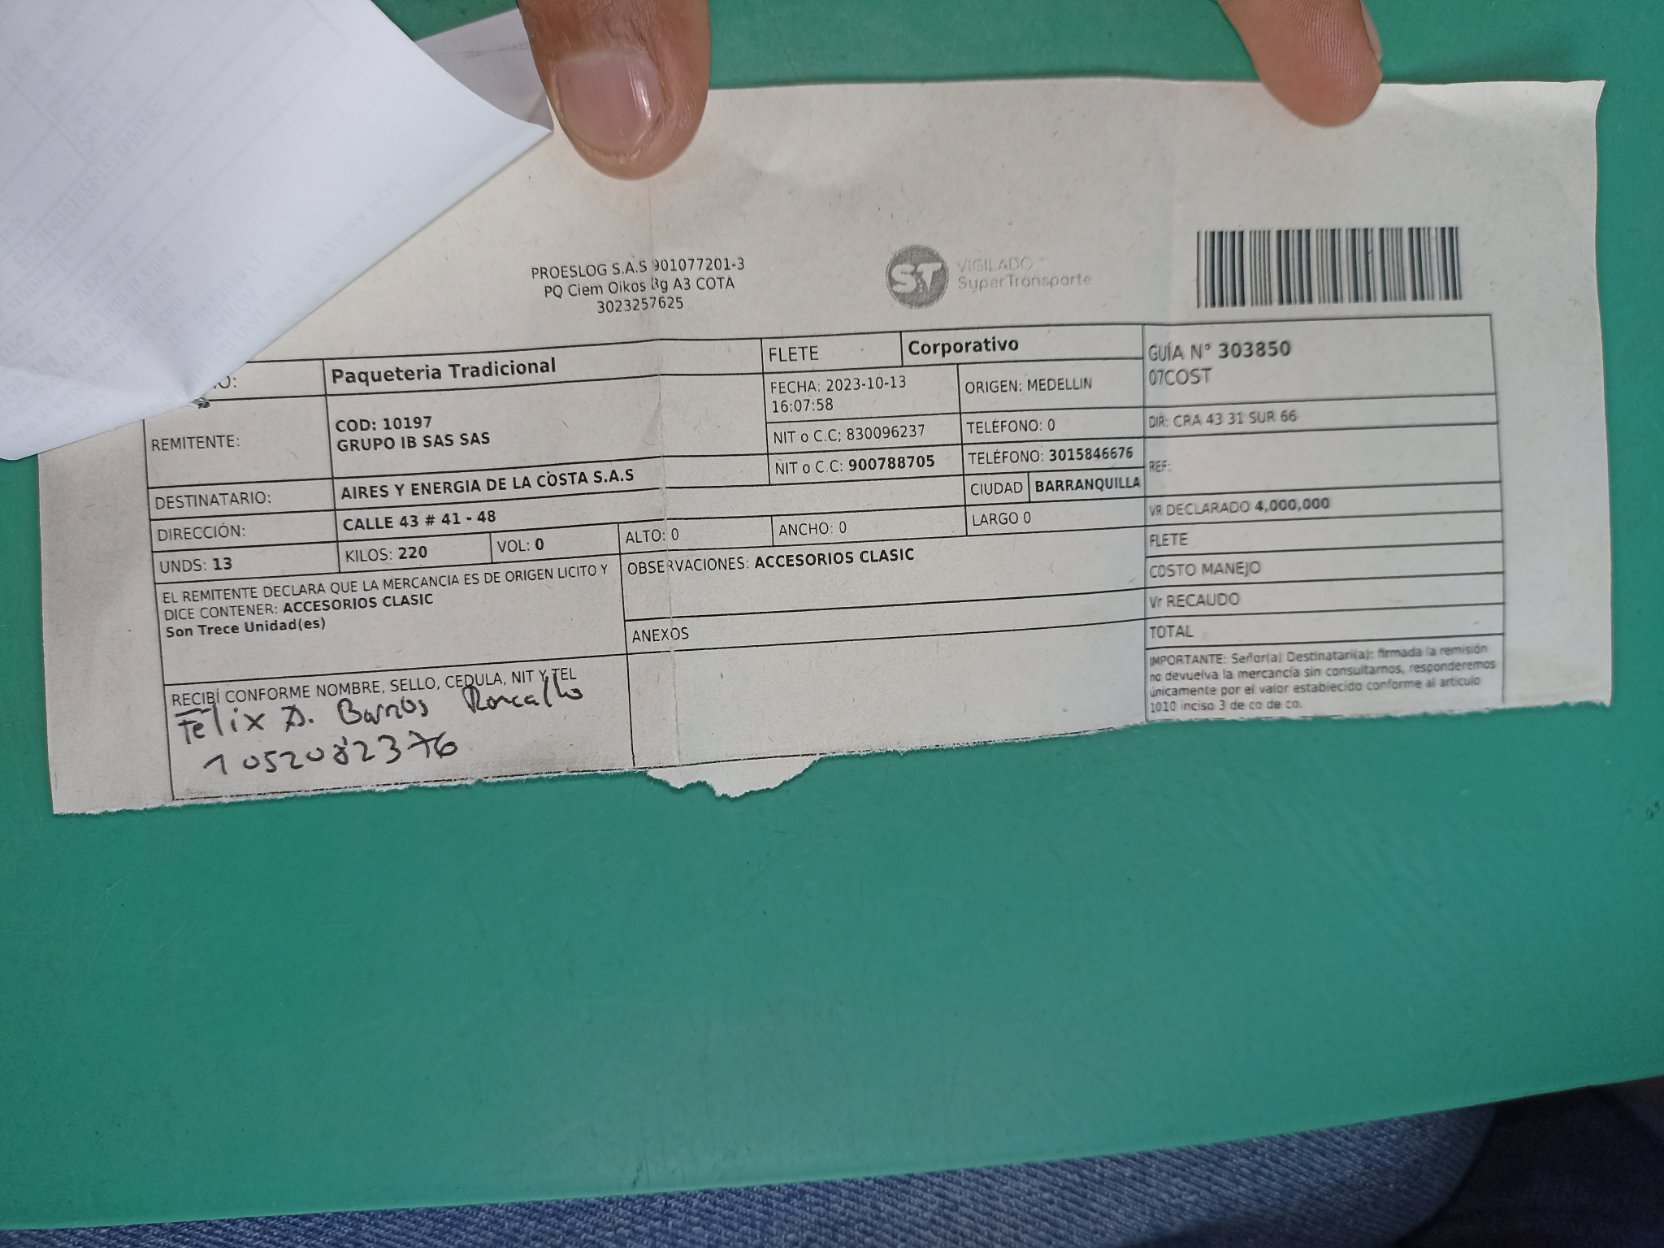 PROESLOG S.A.S 901077201-3
PQ Ciem Oikos Bg A3 COTA
3023257625
ST
VIGILADO
SuperTransporte
O: Paqueteria Tradicional
FLETE Corporativo
GUÍA N° 303850
07COST
REMITENTE:
COD: 10197
GRUPO IB SAS SAS
FECHA: 2023-10-13
16:07:58
ORIGEN: MEDELLIN
NIT o C.C; 830096237
TELÉFONO: 0
DIR: CRA 43 31 SUR 66
DESTINATARIO: AIRES Y ENERGIA DE LA COSTA S.A.S
NIT o C.C: 900788705
TELÉFONO: 3015846676
REF:
DIRECCIÓN: CALLE 43 # 41 - 48
CIUDAD BARRANQUILLA
VR DECLARADO 4,000,000
UNDS: 13 KILOS: 220 VOL: 0 ALTO: 0 ANCHO: 0 LARGO 0
FLETE
EL REMITENTE DECLARA QUE LA MERCANCIA ES DE ORIGEN LICITO Y
DICE CONTENER: ACCESORIOS CLASIC
Son Trece Unidad(es)
OBSERVACIONES: ACCESORIOS CLASIC
COSTO MANEJO
Vr RECAUDO
ANEXOS
TOTAL
IMPORTANTE: Señor(a) Destinatari(a): firmada la remisión
no devuelva la mercancía sin consultarnos, responderemos
únicamente por el valor establecido conforme al articulo
1010 inciso 3 de co de co.
RECIBÍ CONFORME NOMBRE, SELLO, CEDULA, NIT Y TEL
Felix D. Barrios Roncallo
1052082376